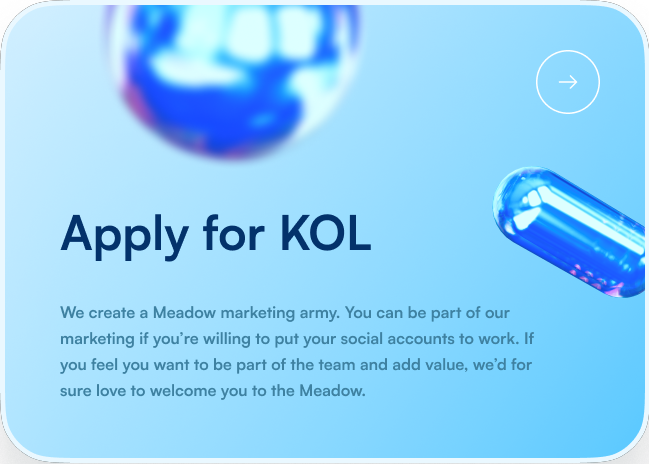 Apply for KOL
We create a Meadow marketing army. You can be part of our
marketing if you’re willing to put your social accounts to work. If
you feel you want to be part of the team and add value, we’d for
sure love to welcome you to the Meadow.